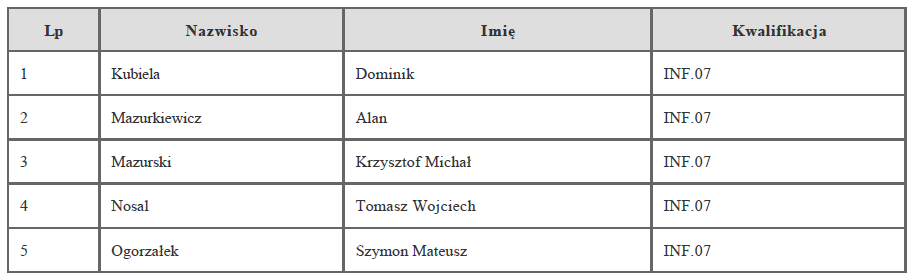 Lp Nazwisko Imię Kwalifikacja
1 Kubiela Dominik INF.07
2 Mazurkiewicz Alan INF.07
3 Mazurski Krzysztof Michał INF.07
4 Nosal Tomasz Wojciech INF.07
5 Ogorzałek Szymon Mateusz INF.07